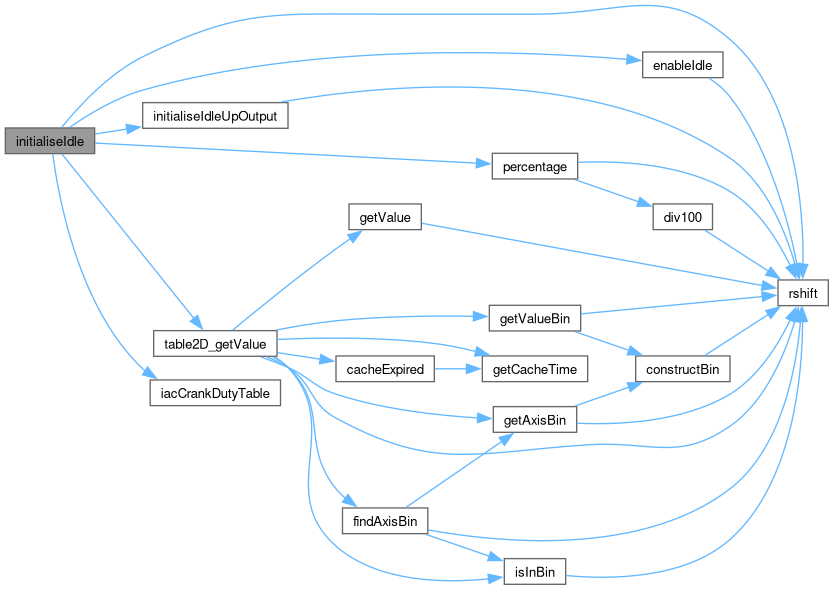 enableIdle
initialiseIdleUpOutput
initialiseIdle
percentage
getValue
div100
rshift
getValueBin
table2D_getValue
cacheExpired
getCacheTime
constructBin
iacCrankDutyTable
getAxisBin
findAxisBin
isInBin